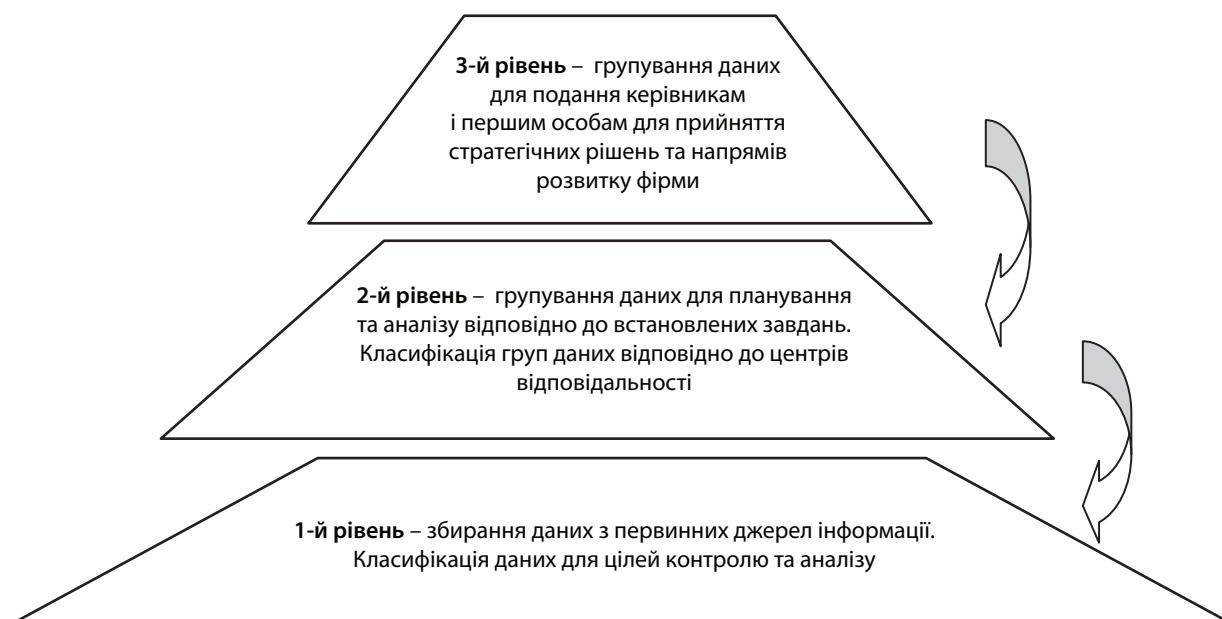 3-й рівень – групування даних
для подання керівникам
і першим особам для прийняття
стратегічних рішень та напрямів
розвитку фірми
2-й рівень – групування даних для планування
та аналізу відповідно до встановлених завдань.
Класифікація груп даних відповідно до центрів
відповідальності
1-й рівень – збирання даних з первинних джерел інформації.
Класифікація даних для цілей контролю та аналізу